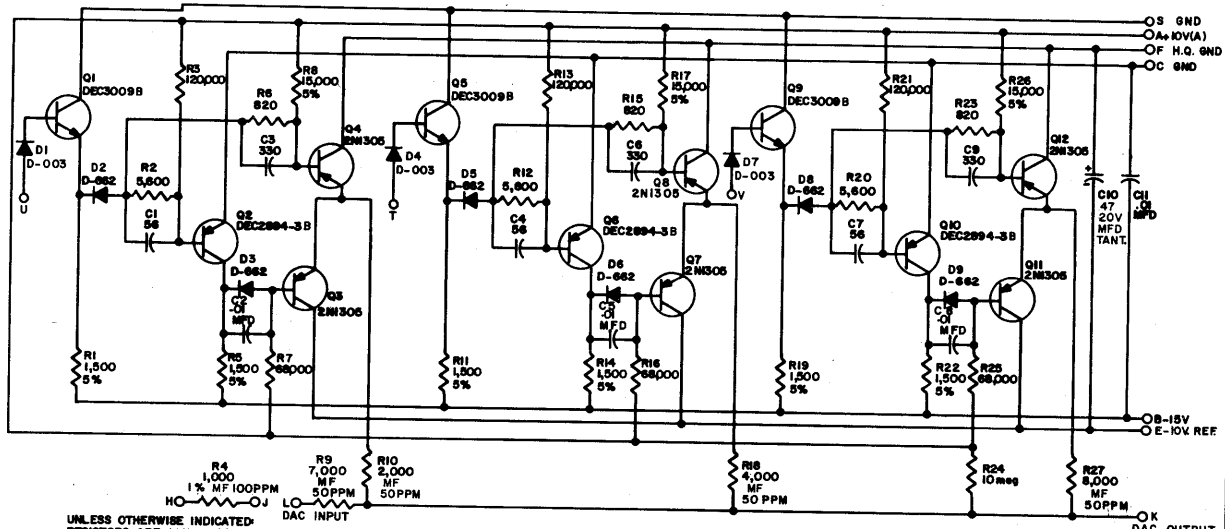 S GND
A+10V(A)
F H.Q. GND
C GND
Q1
DEC3009B
R3
120,000
R8
15,000
5%
R6
820
C3
330
Q4
2N1305
D1
D-003
U
D2
D-662
R2
5,600
C1
56
Q2
DEC2894-3B
D3
D-662
C2
.01
MFD
Q3
2N1305
R1
1,500
5%
R5
1,500
5%
R7
68,000
Q5
DEC3009B
R13
120,000
R17
15,000
5%
R15
820
C6
330
Q8
2N1305
D4
D-003
T
D5
D-662
R12
5,600
C4
56
Q6
DEC2894-3B
D6
D-662
C5
.01
MFD
Q7
2N1305
R11
1,500
5%
R14
1,500
5%
R16
68,000
Q9
DEC3009B
R21
120,000
R26
15,000
5%
R23
820
C9
330
Q12
2N1305
D7
D-003
V
D8
D-662
R20
5,600
C7
56
Q10
DEC2894-3B
D9
D-662
C8
.01
MFD
Q11
2N1305
R19
1,500
5%
R22
1,500
5%
R25
68,000
C10
47
20V
MFD
TANT.
C11
.01
MFD
B-15V
E-10V REF.
R4
1,000
1% MF 100PPM
H
J
R9
7,000
MF
50PPM
L
DAC INPUT
R10
2,000
MF
50PPM
R18
4,000
MF
50 PPM
R24
10 meg
R27
8,000
MF
50PPM
K
DAC OUTPUT
UNLESS OTHERWISE INDICATED: